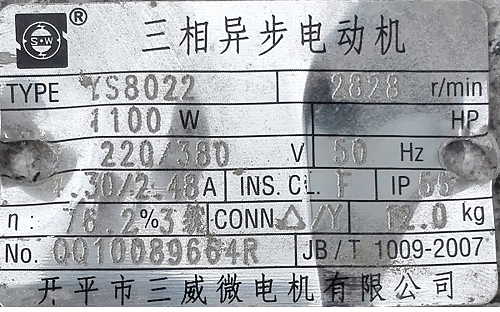 S·W ®
三相异步电动机
TYPE YS8022 2828 r/min
1100 W HP
220/380 V 50 Hz
4.30/2.48 A INS. CL. F IP 55
η: 76.2% 3级 CONN △/Y 12.0 kg
No. QQ10089664R JB/T 1009-2007
开平市三威微电机有限公司